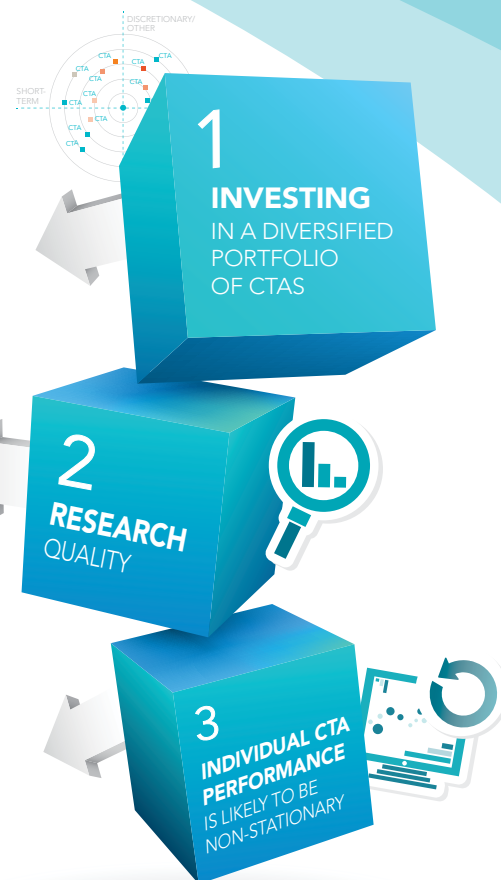 DISCRETIONARY/
OTHER
CTA
CTA
CTA
CTA
CTA
CTA
CTA
SHORT-
TERM
CTA
CTA
CTA
CTA
1
INVESTING
IN A DIVERSIFIED
PORTFOLIO
OF CTAS
2
RESEARCH
QUALITY
3
INDIVIDUAL CTA
PERFORMANCE
IS LIKELY TO BE
NON-STATIONARY